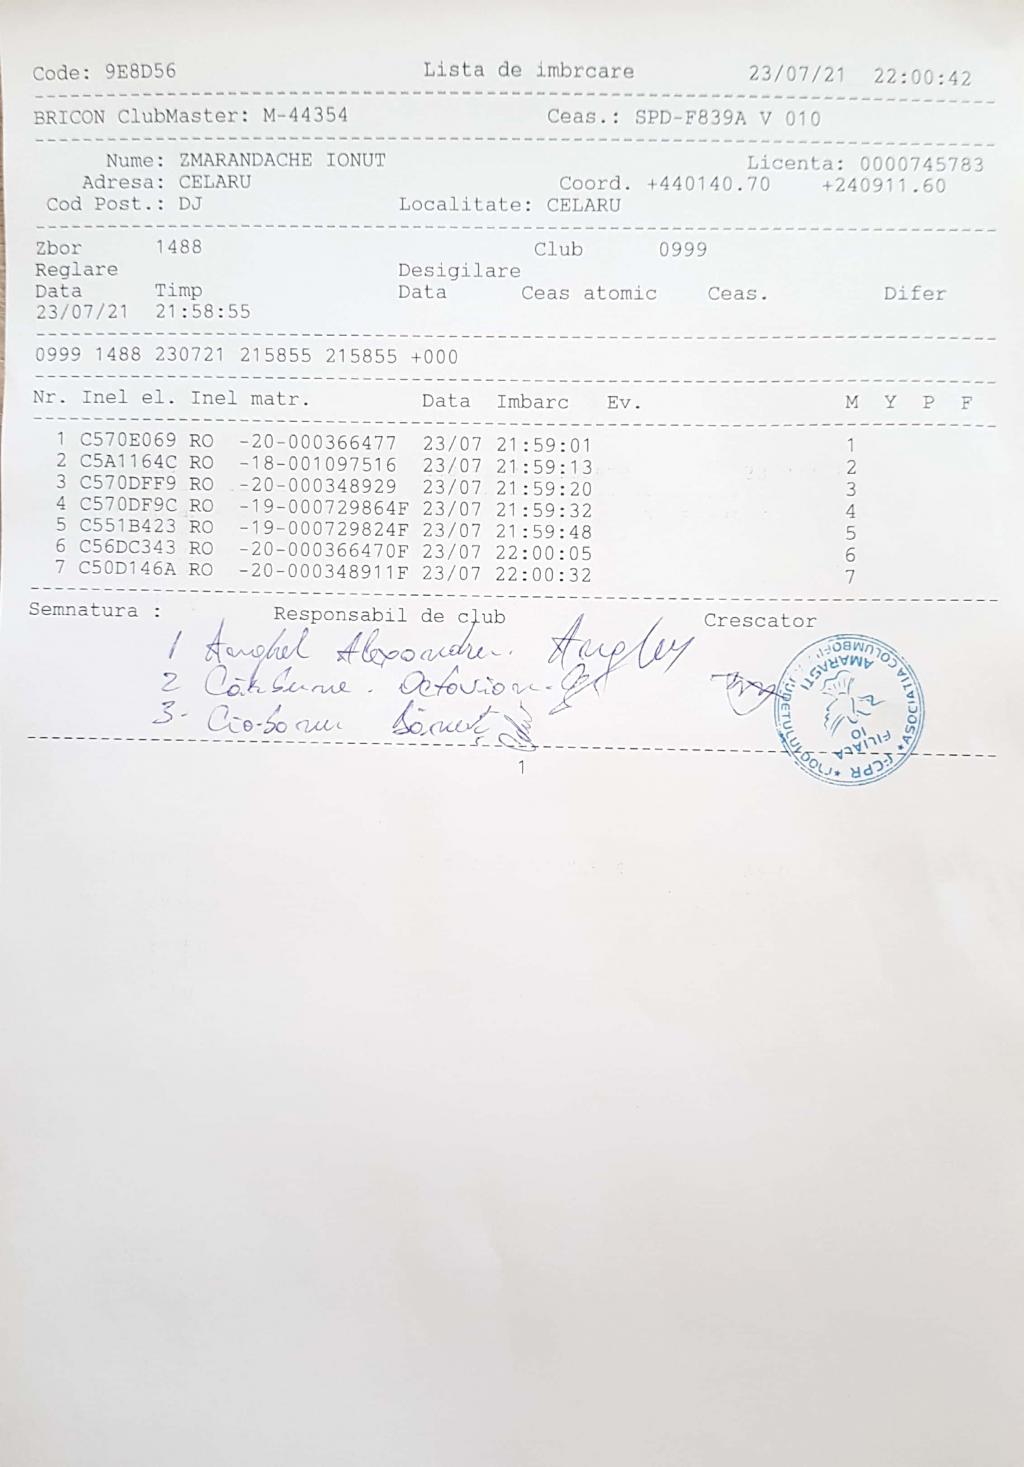 Code: 9E8D56 Lista de imbrcare 23/07/21 22:00:42
BRICON ClubMaster: M-44354 Ceas.: SPD-F839A V 010
Nume: ZMARANDACHE IONUT Licenta: 0000745783
Adresa: CELARU Coord. +440140.70 +240911.60
Cod Post.: DJ Localitate: CELARU
Zbor 1488 Club 0999
Reglare Desigilare
Data Timp Data Ceas atomic Ceas. Difer
23/07/21 21:58:55
0999 1488 230721 215855 215855 +000
Nr. Inel el. Inel matr. Data Imbarc Ev. M Y P F
1 C570E069 RO -20-000366477 23/07 21:59:01 1
2 C5A1164C RO -18-001097516 23/07 21:59:13 2
3 C570DFF9 RO -20-000348929 23/07 21:59:20 3
4 C570DF9C RO -19-000729864F 23/07 21:59:32 4
5 C551B423 RO -19-000729824F 23/07 21:59:48 5
6 C56DC343 RO -20-000366470F 23/07 22:00:05 6
7 C50D146A RO -20-000348911F 23/07 22:00:32 7
Semnatura : Responsabil de club Crescator
1 Anghel Alexandru.
2 Octavian
3-
ASOCIATIA COLUMBOFILA
AMARASTI
FILIALA
10
FCPR
1